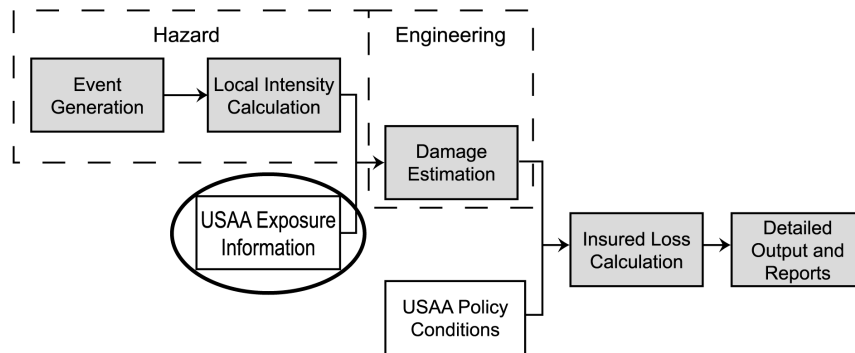 Hazard
Engineering
Event
Generation
Local Intensity
Calculation
Damage
Estimation
USAA Exposure
Information
Insured Loss
Calculation
Detailed
Output and
Reports
USAA Policy
Conditions